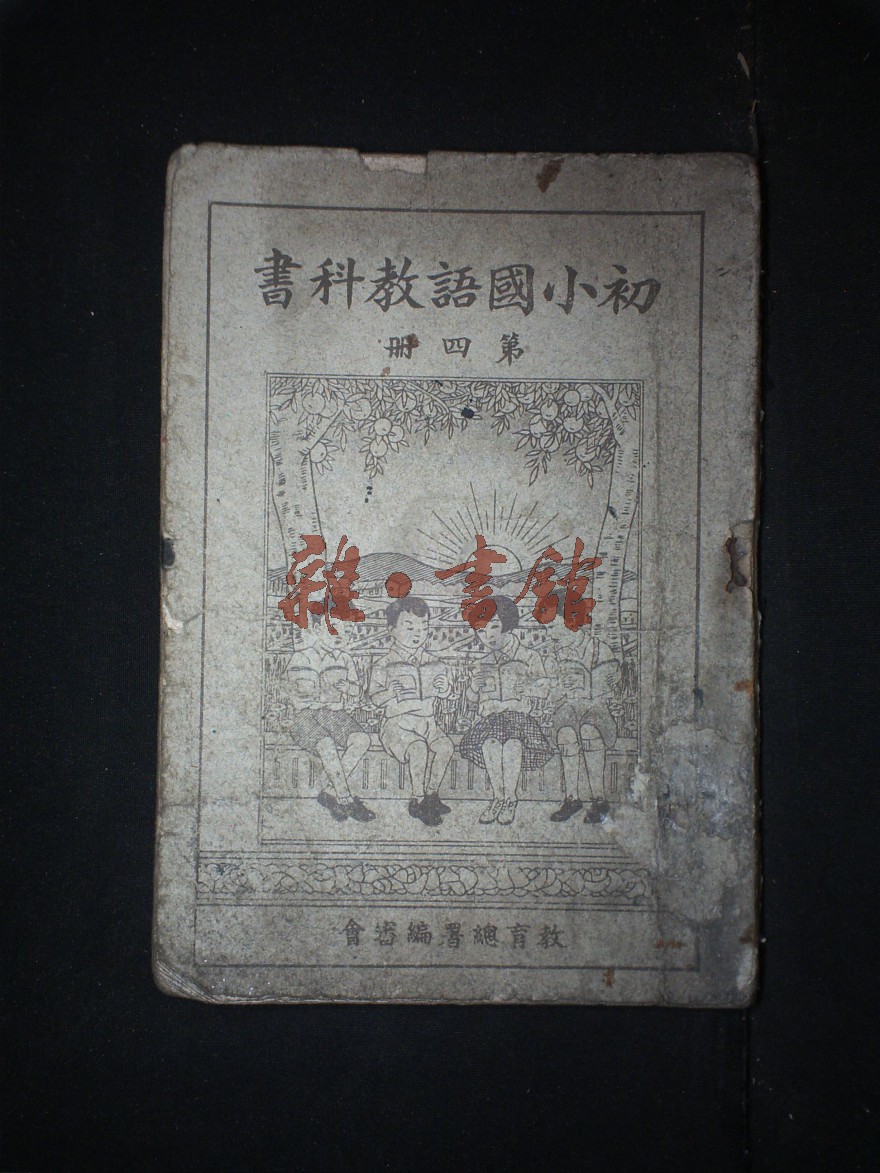 初小國語教科書
第四冊
雜·書館
教育總署編審會